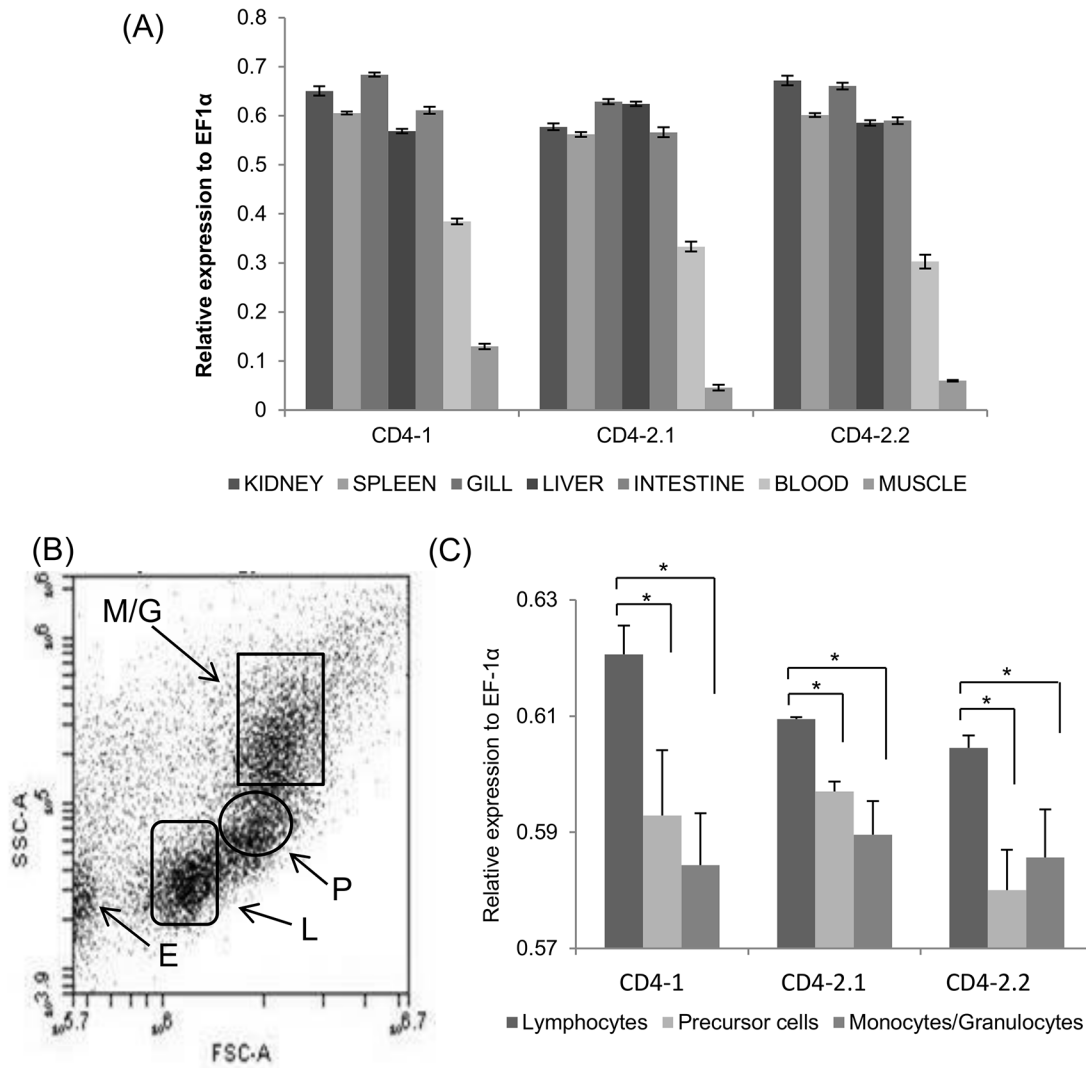 (A)
Relative expression to EF1α
0.8
0.7
0.6
0.5
0.4
0.3
0.2
0.1
0
CD4-1 CD4-2.1 CD4-2.2
KIDNEY SPLEEN GILL LIVER INTESTINE BLOOD MUSCLE
(B)
M/G
P
L
E
SSC-A
FSC-A
(C)
Relative expression to EF-1α
0.63
0.61
0.59
0.57
* *
* *
* *
CD4-1 CD4-2.1 CD4-2.2
Lymphocytes Precursor cells Monocytes/Granulocytes